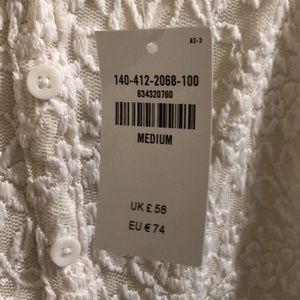 A3-3
140-412-2068-100
634320760
MEDIUM
UK £ 58
EU € 74